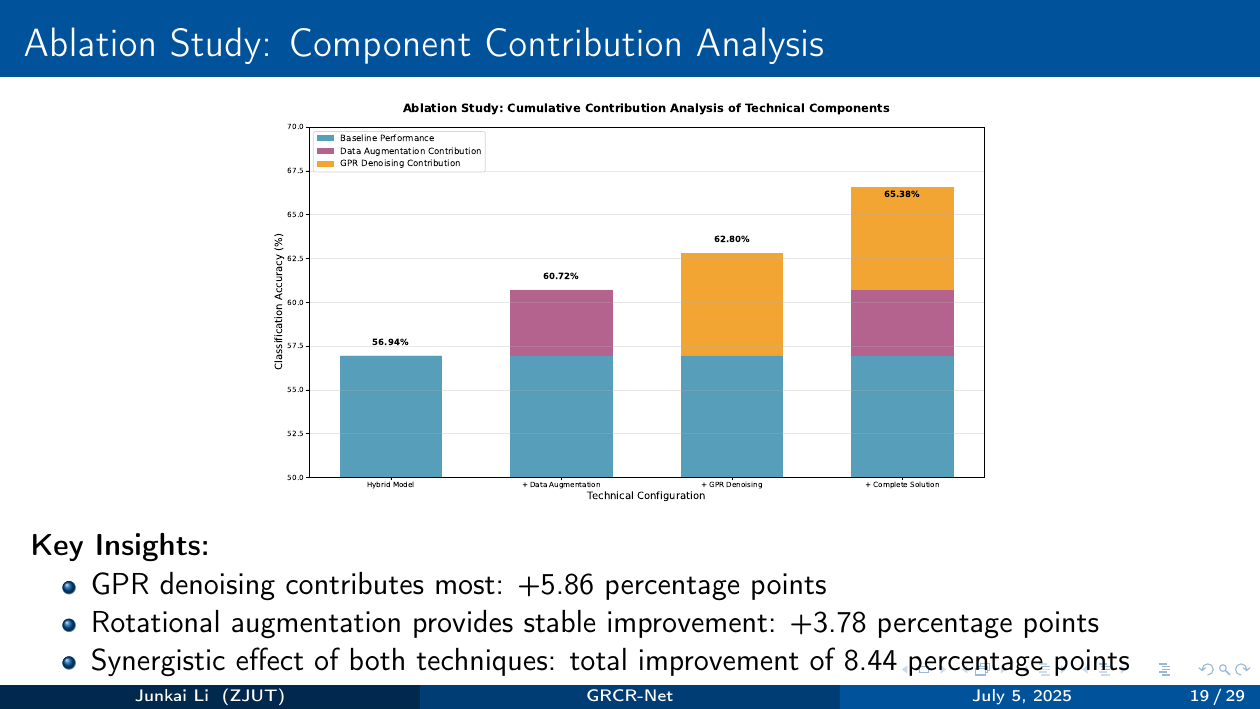 Ablation Study: Component Contribution Analysis
Ablation Study: Cumulative Contribution Analysis of Technical Components
Baseline Performance
Data Augmentation Contribution
GPR Denoising Contribution
Classification Accuracy (%)
70.0
67.5
65.0
62.5
60.0
57.5
55.0
52.5
50.0
56.94%
60.72%
62.80%
65.38%
Hybrid Model
+ Data Augmentation
+ GPR Denoising
+ Complete Solution
Technical Configuration
Key Insights:
GPR denoising contributes most: +5.86 percentage points
Rotational augmentation provides stable improvement: +3.78 percentage points
Synergistic effect of both techniques: total improvement of 8.44 percentage points
Junkai Li (ZJUT)
GRCR-Net
July 5, 2025
19 / 29